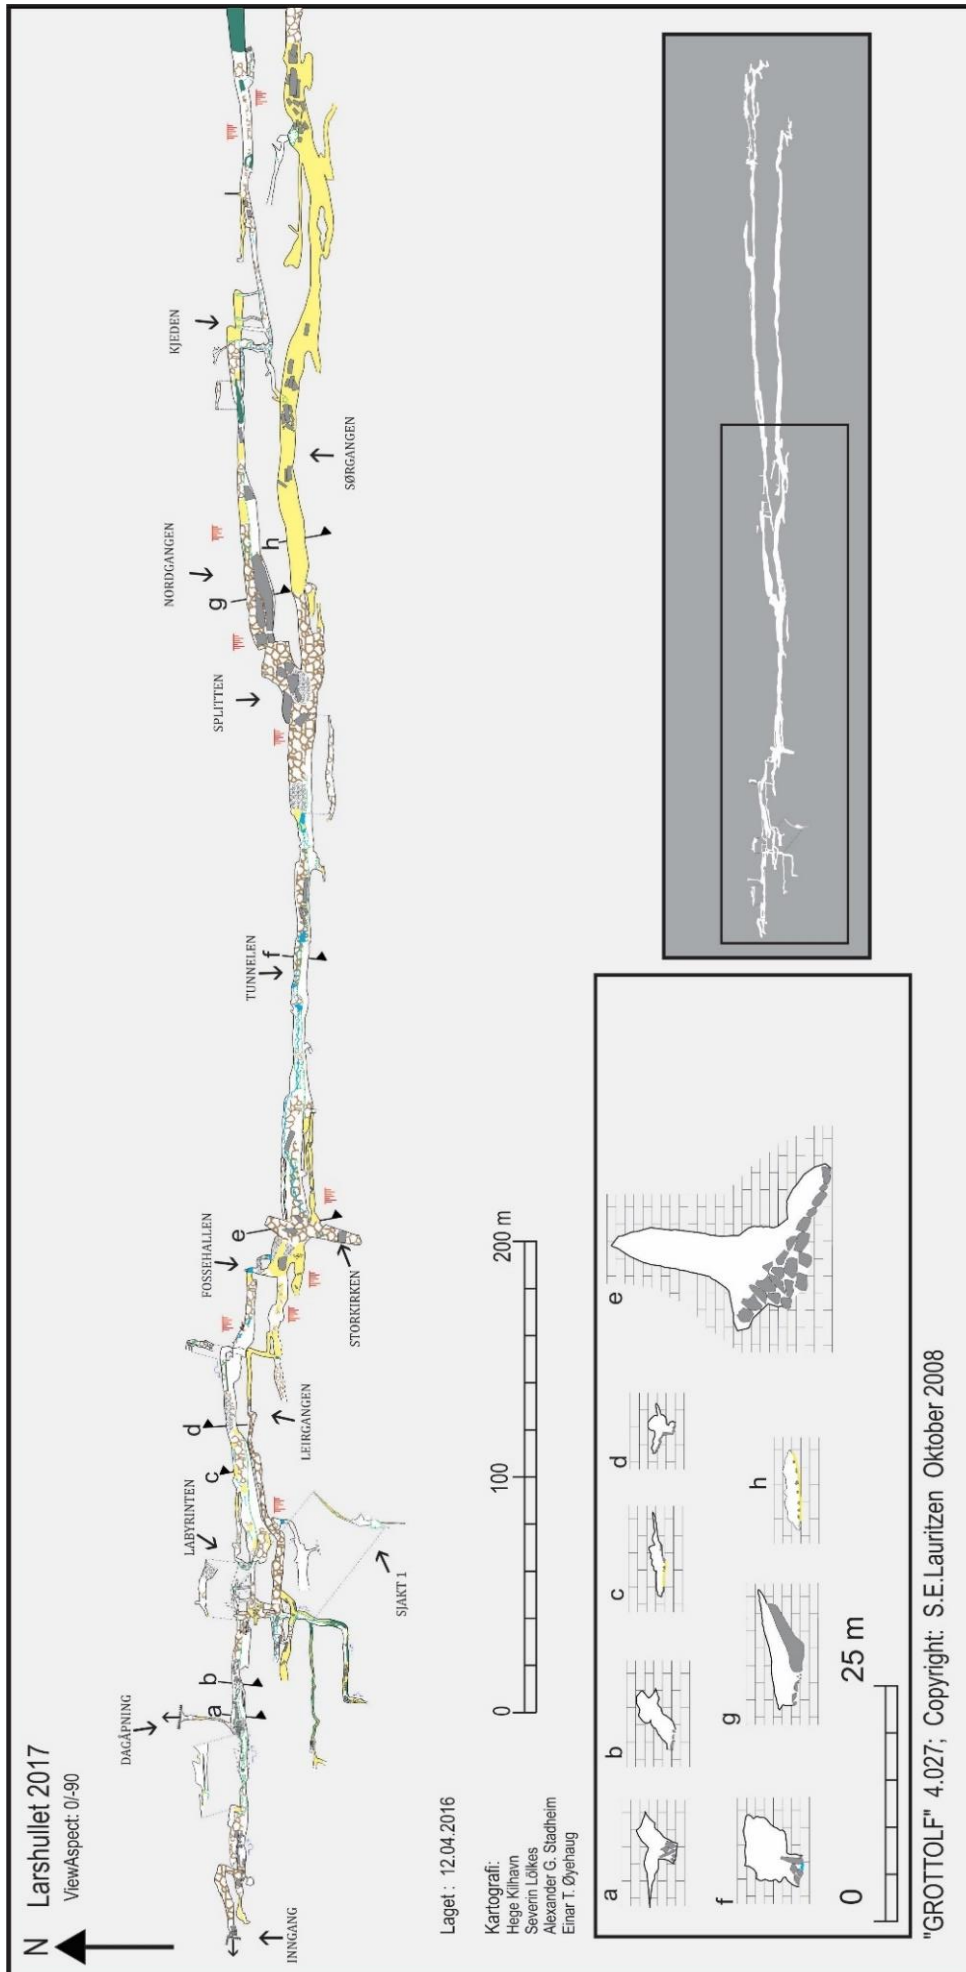 N
Larshullet 2017
ViewAspect: 0/-90
INNGANG
DAGÅPNING
a
b
LABYRINTEN
SJAKT 1
c
d
LEIRGANGEN
FOSSEHALLEN
e
STORKIRKEN
TUNNELEN
f
SPLITTEN
NORDGANGEN
g
h
SØRGANGEN
KJEDEN
Laget : 12.04.2016
Kartografi:
Hege Kilhavn
Severin Lölkes
Alexander G. Stadheim
Einar T. Øyehaug
0
100
200 m
a
b
c
d
e
f
g
h
0
25 m
"GROTTOLF" 4.027; Copyright: S.E.Lauritzen Oktober 2008